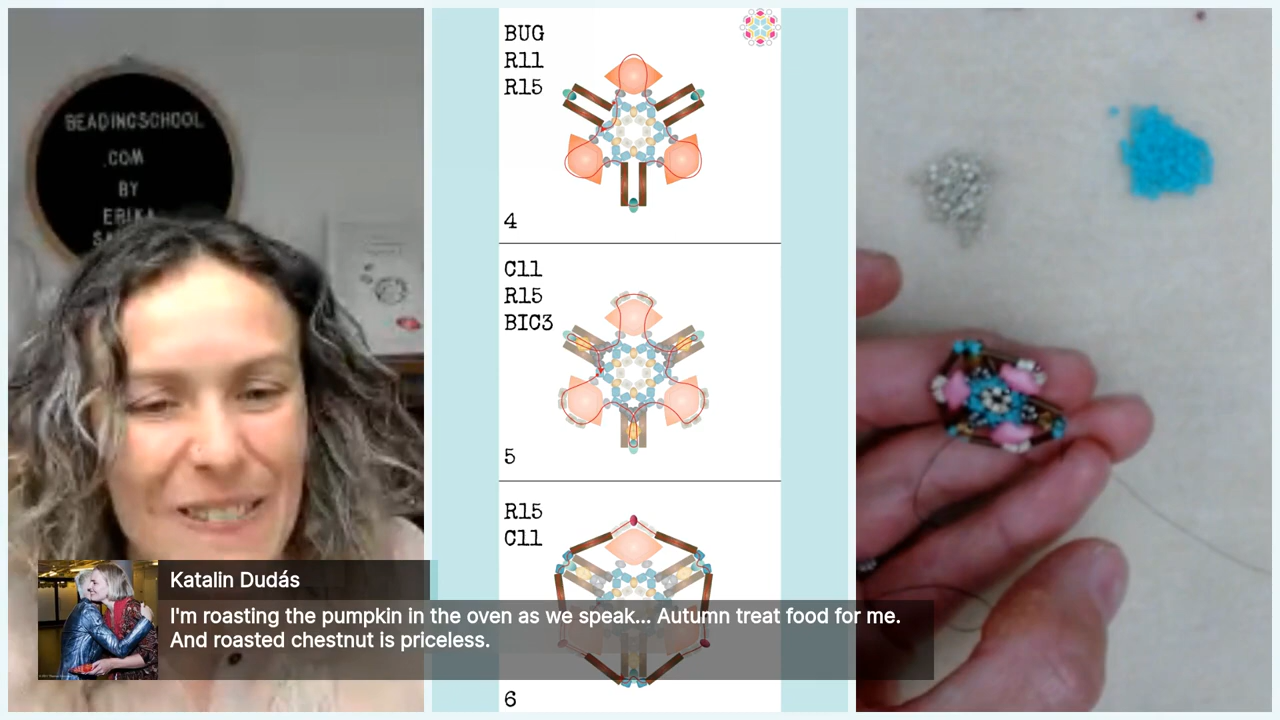 BEADINGSCHOOL
.COM
BY
ERIKA
BUG
R11
R15
4
C11
R15
BIC3
5
R15
C11
6
Katalin Dudás
I'm roasting the pumpkin in the oven as we speak... Autumn treat food for me.
And roasted chestnut is priceless.